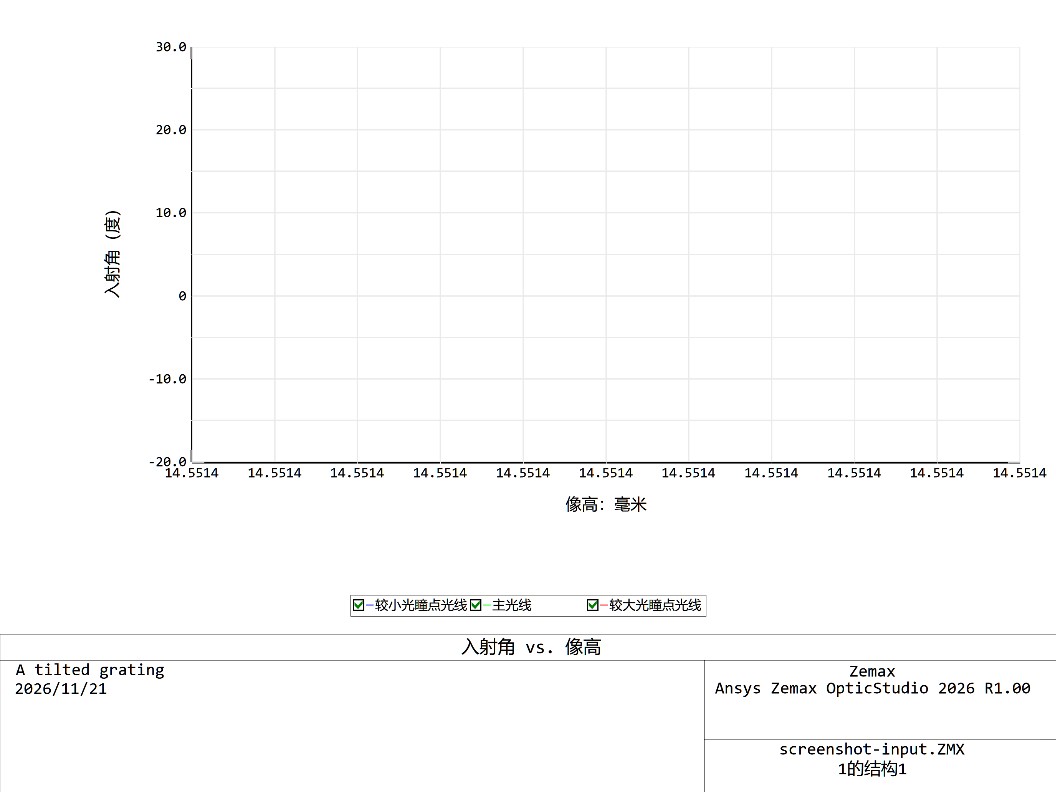 30.0
20.0
10.0
0
-10.0
-20.0
入射角 (度)
14.5514 14.5514 14.5514 14.5514 14.5514 14.5514 14.5514 14.5514 14.5514 14.5514 14.5514
像高: 毫米
较小光瞳点光线 主光线 较大光瞳点光线
入射角 vs. 像高
A tilted grating
2026/11/21
Zemax
Ansys Zemax OpticStudio 2026 R1.00
screenshot-input.ZMX
1的结构1